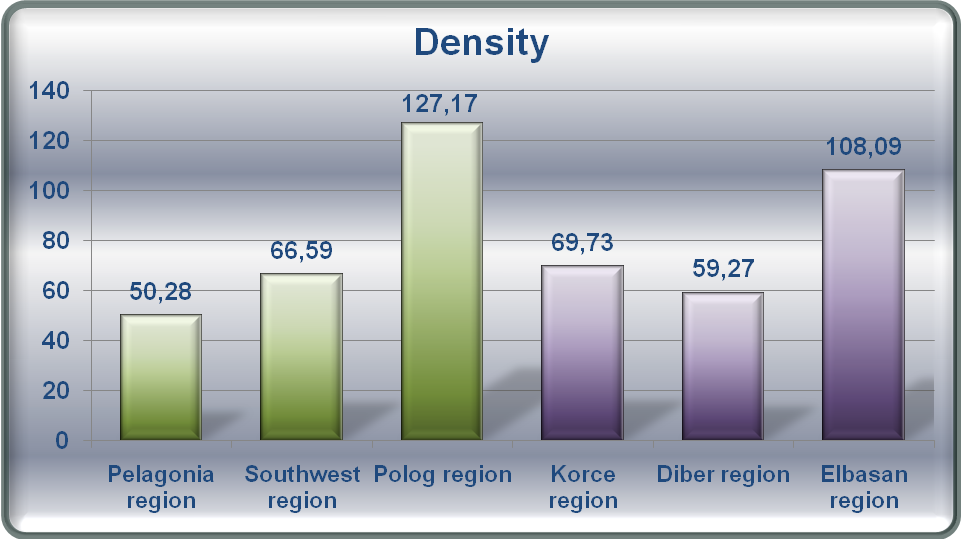 Density
140
120
100
80
60
40
20
0
50,28
66,59
127,17
69,73
59,27
108,09
Pelagonia
region
Southwest
region
Polog region
Korce
region
Diber region
Elbasan
region